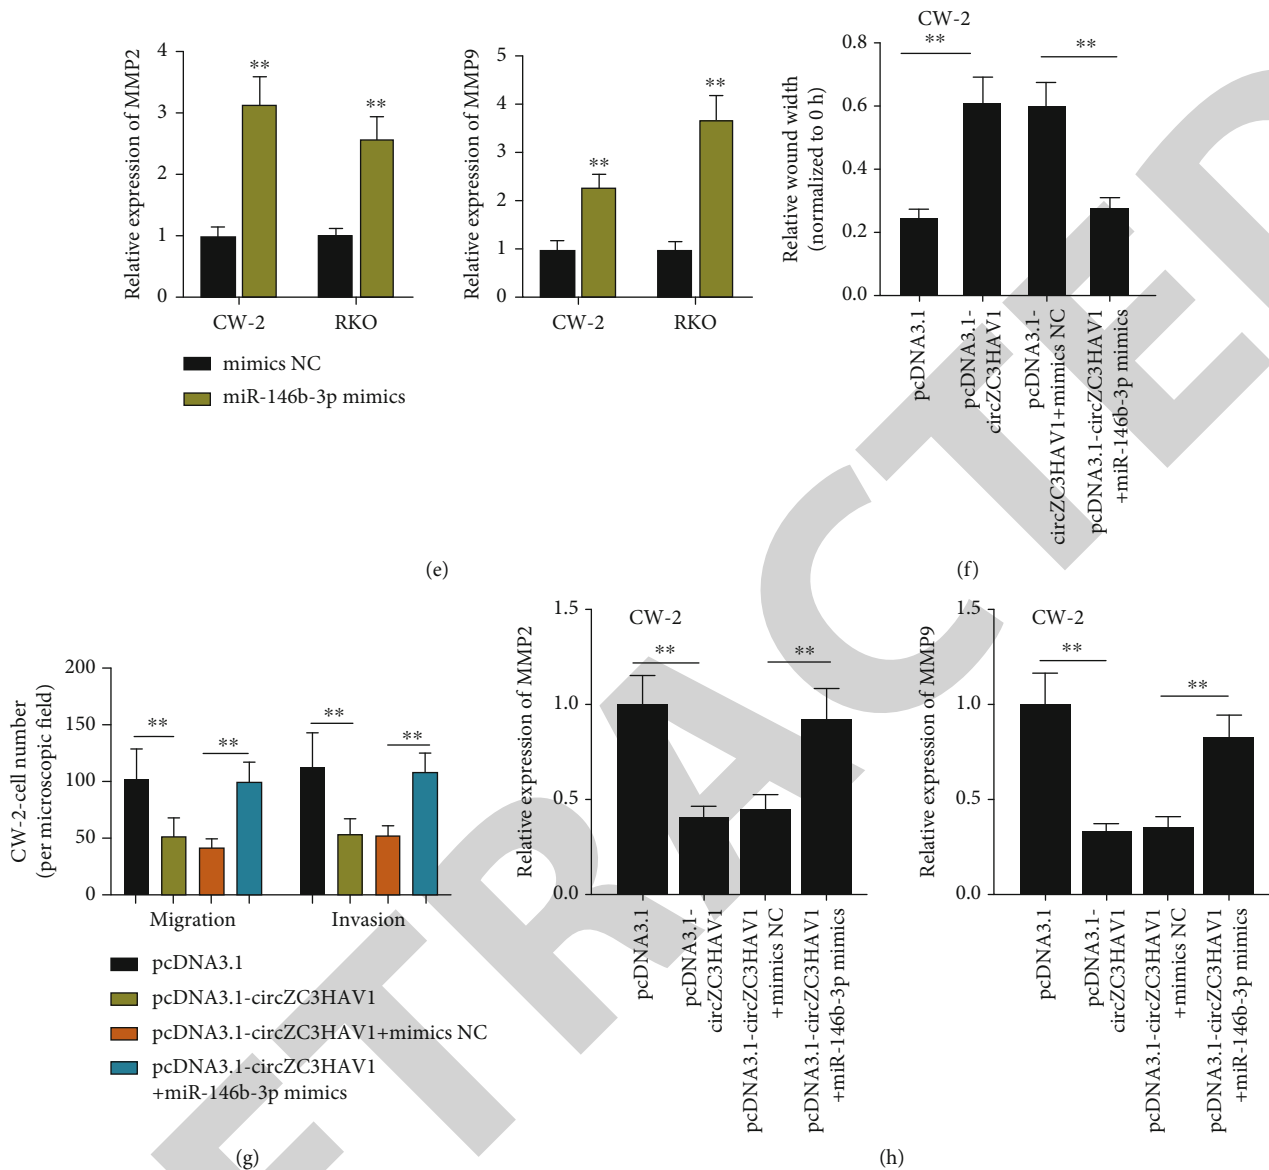 Relative expression of MMP2
4
3
2
1
0
**
**
CW-2
RKO
Relative expression of MMP9
5
4
3
2
1
0
**
**
CW-2
RKO
mimics NC
miR-146b-3p mimics
(e)
CW-2
Relative wound width
(normalized to 0 h)
0.8
0.6
0.4
0.2
0.0
**
**
pcDNA3.1
pcDNA3.1-
circZC3HAV1
pcDNA3.1-
circZC3HAV1+mimics NC
pcDNA3.1-circZC3HAV1
+miR-146b-3p mimics
(f)
CW-2-cell number
(per microscopic field)
200
150
100
50
0
**
**
**
**
Migration
Invasion
pcDNA3.1
pcDNA3.1-circZC3HAV1
pcDNA3.1-circZC3HAV1+mimics NC
pcDNA3.1-circZC3HAV1
+miR-146b-3p mimics
(g)
Relative expression of MMP2
1.5
1.0
0.5
0.0
CW-2
**
**
pcDNA3.1
pcDNA3.1-
circZC3HAV1
pcDNA3.1-circZC3HAV1
+mimics NC
pcDNA3.1-circZC3HAV1
+miR-146b-3p mimics
Relative expression of MMP9
1.5
1.0
0.5
0.0
CW-2
**
**
pcDNA3.1
pcDNA3.1-
circZC3HAV1
pcDNA3.1-circZC3HAV1
+mimics NC
pcDNA3.1-circZC3HAV1
+miR-146b-3p mimics
(h)
ETRACTED